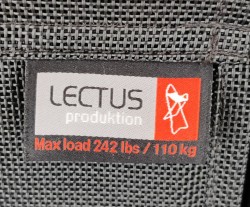 LECTUS
produktion
Max load 242 lbs / 110 kg